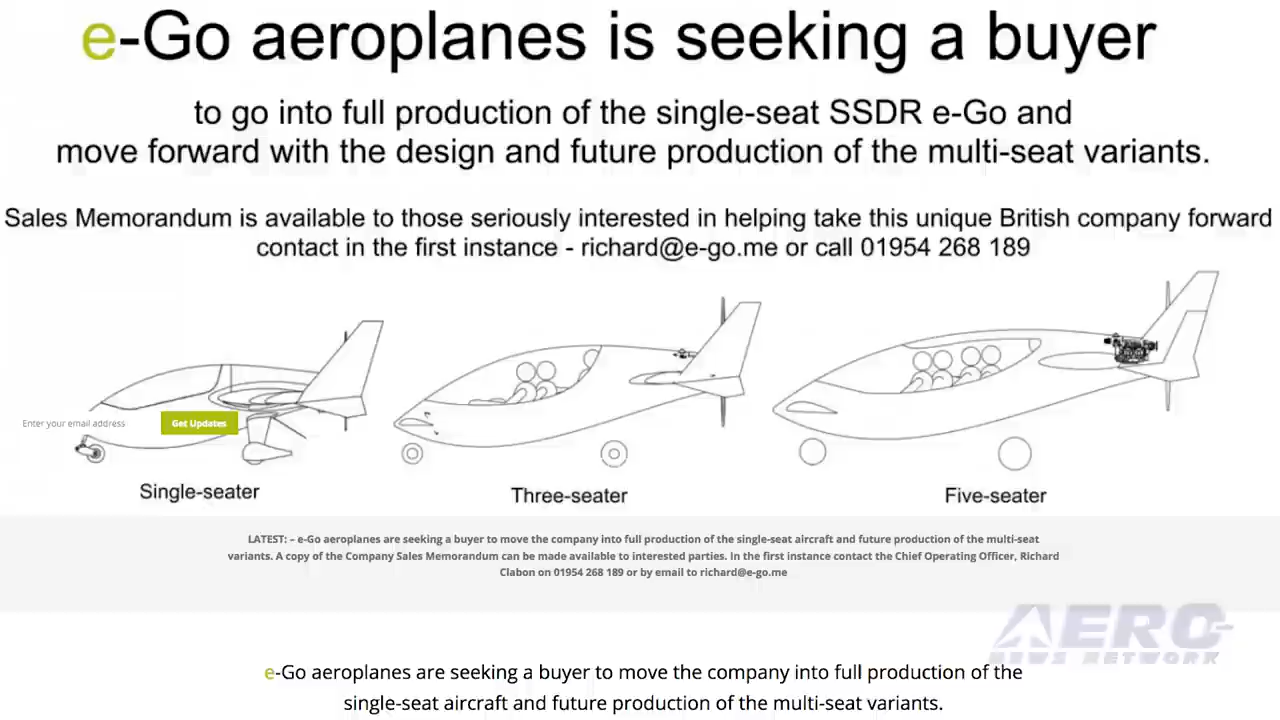 e-Go aeroplanes is seeking a buyer
to go into full production of the single-seat SSDR e-Go and
move forward with the design and future production of the multi-seat variants.
Sales Memorandum is available to those seriously interested in helping take this unique British company forward
contact in the first instance - richard@e-go.me or call 01954 268 189
Enter your email address
Get Updates
Single-seater
Three-seater
Five-seater
LATEST: – e-Go aeroplanes are seeking a buyer to move the company into full production of the single-seat aircraft and future production of the multi-seat
variants. A copy of the Company Sales Memorandum can be made available to interested parties. In the first instance contact the Chief Operating Officer, Richard
Clabon on 01954 268 189 or by email to richard@e-go.me
AERO
NEWS NETWORK
e-Go aeroplanes are seeking a buyer to move the company into full production of the
single-seat aircraft and future production of the multi-seat variants.